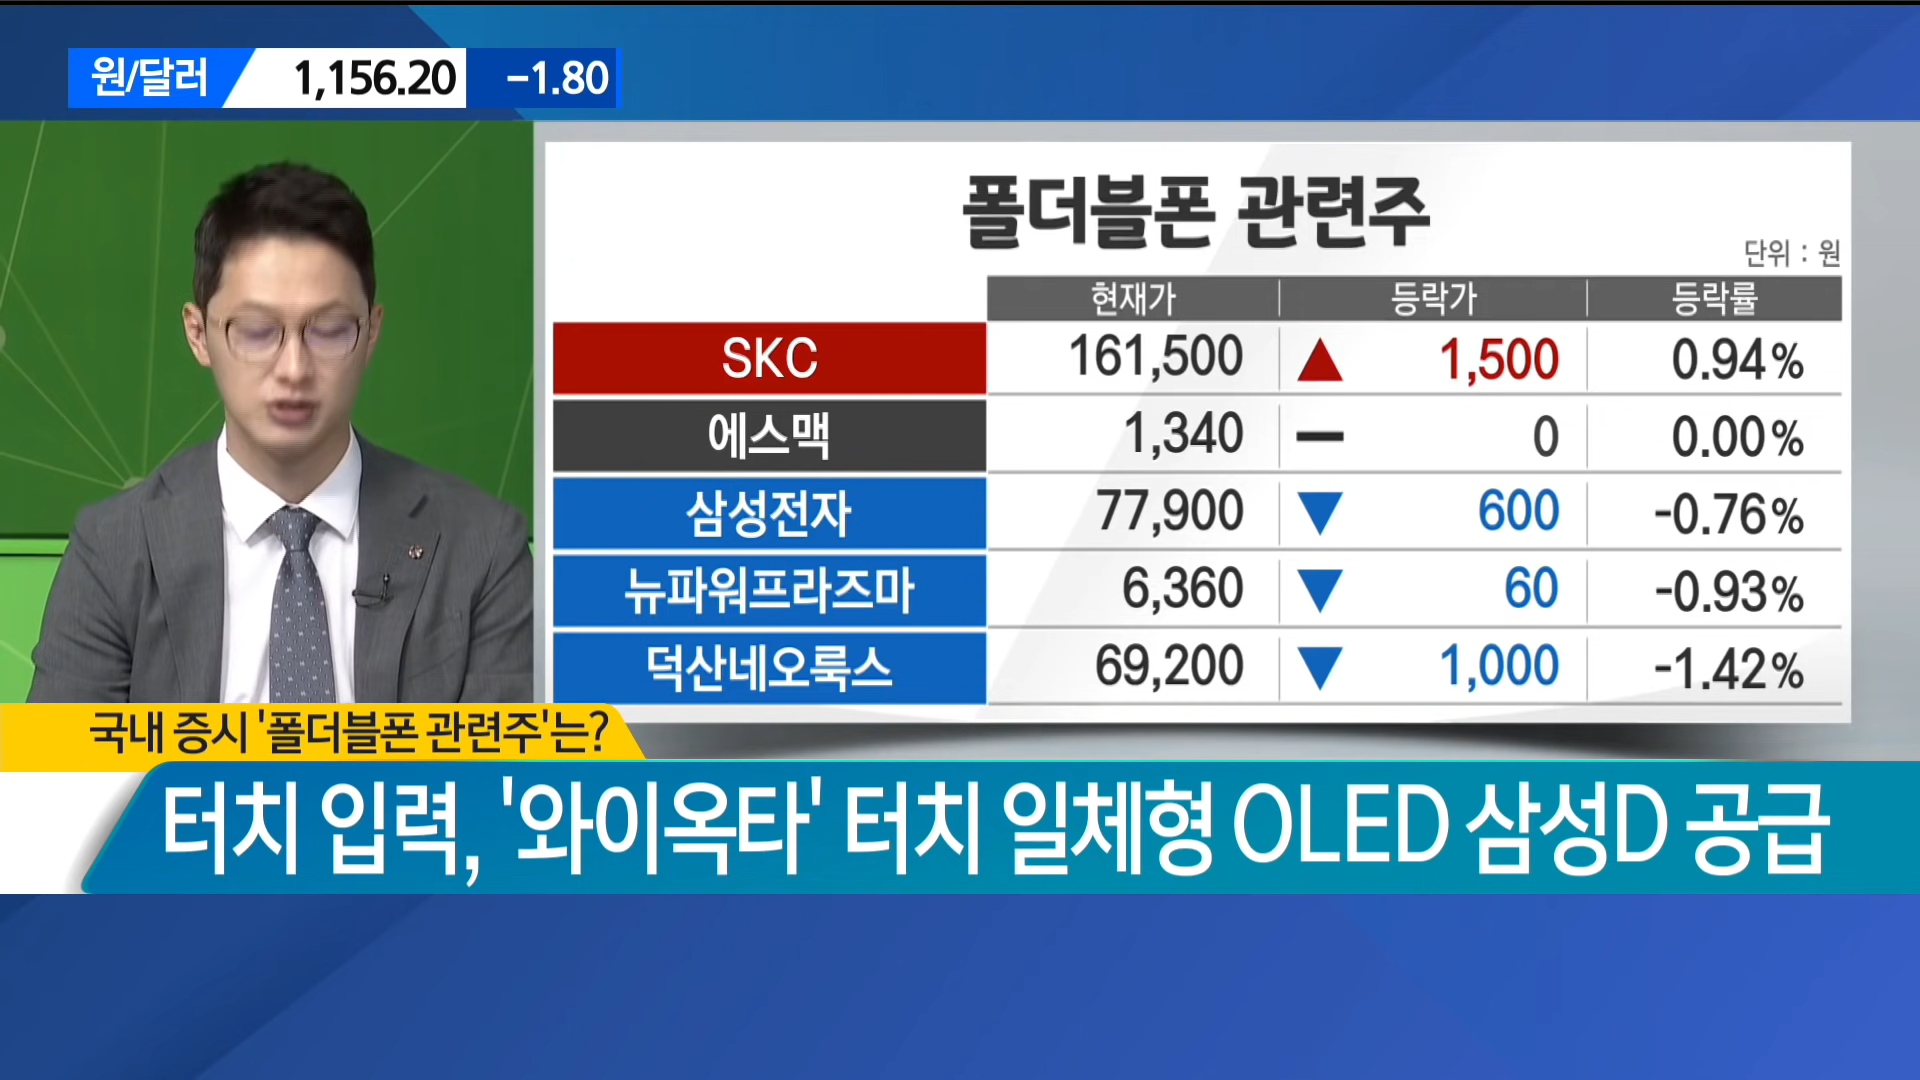 원/달러 1,156.20 -1.80
폴더블폰 관련주
단위 : 원
현재가 등락가 등락률
SKC 161,500 ▲ 1,500 0.94%
에스맥 1,340 — 0 0.00%
삼성전자 77,900 ▼ 600 -0.76%
뉴파워프라즈마 6,360 ▼ 60 -0.93%
덕산네오룩스 69,200 ▼ 1,000 -1.42%
국내 증시 '폴더블폰 관련주'는?
터치 입력, '와이옥타' 터치 일체형 OLED 삼성D 공급